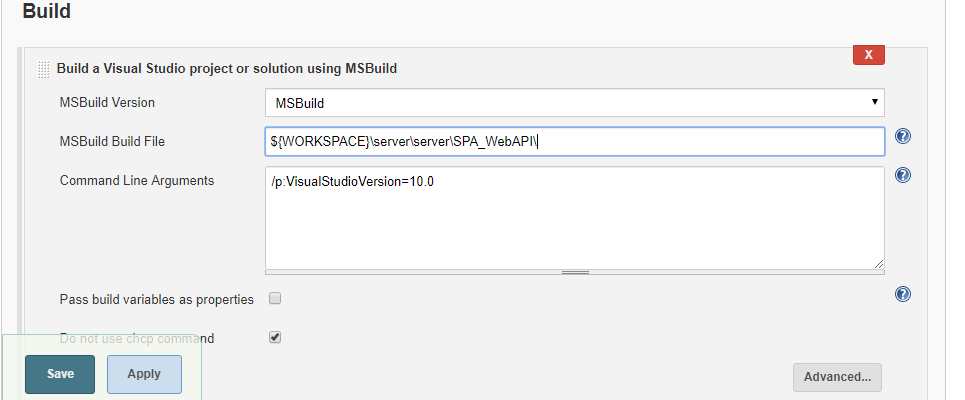 Build
X
Build a Visual Studio project or solution using MSBuild
MSBuild Version
MSBuild
MSBuild Build File
${WORKSPACE}\server\server\SPA_WebAPI\
?
Command Line Arguments
/p:VisualStudioVersion=10.0
?
Pass build variables as properties
?
Do not use chcp command
Save
Apply
Advanced...